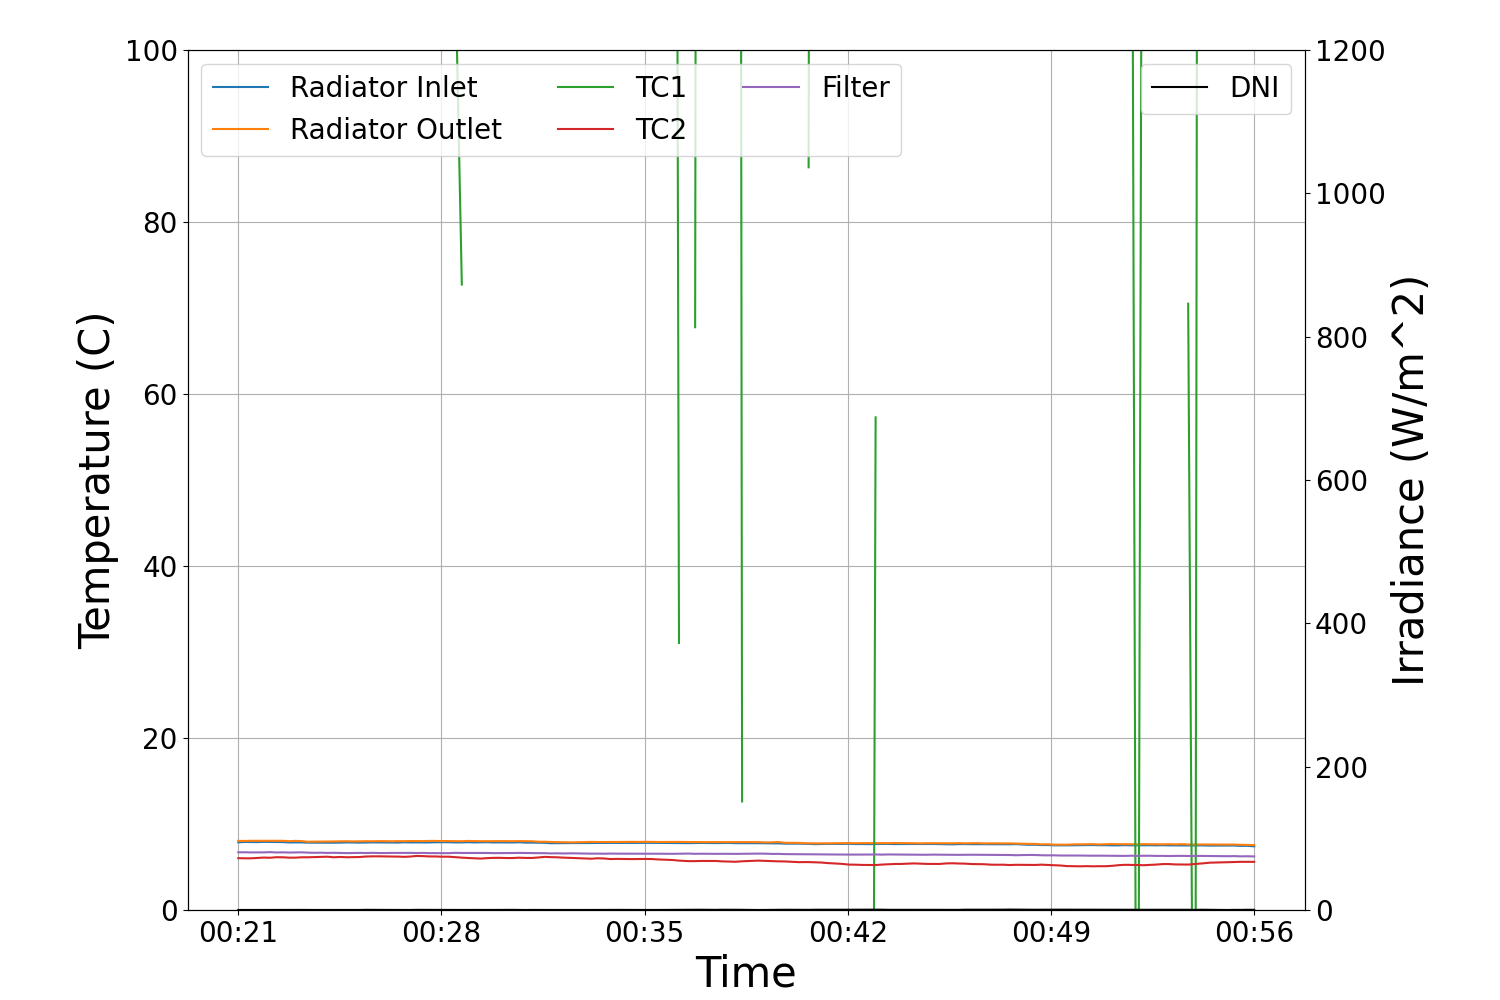 100
80
60
40
20
0
Temperature (C)
Radiator Inlet
Radiator Outlet
TC1
TC2
Filter
DNI
1200
1000
800
600
400
200
0
Irradiance (W/m^2)
00:21 00:28 00:35 00:42 00:49 00:56
Time